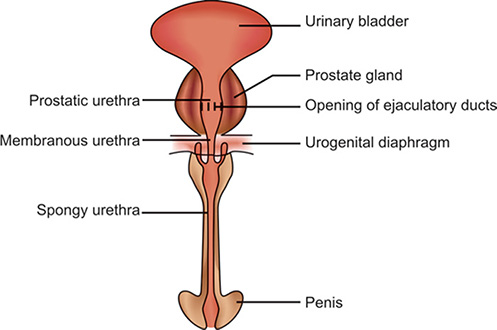 Urinary bladder
Prostate gland
Prostatic urethra
Opening of ejaculatory ducts
Membranous urethra
Urogenital diaphragm
Spongy urethra
Penis